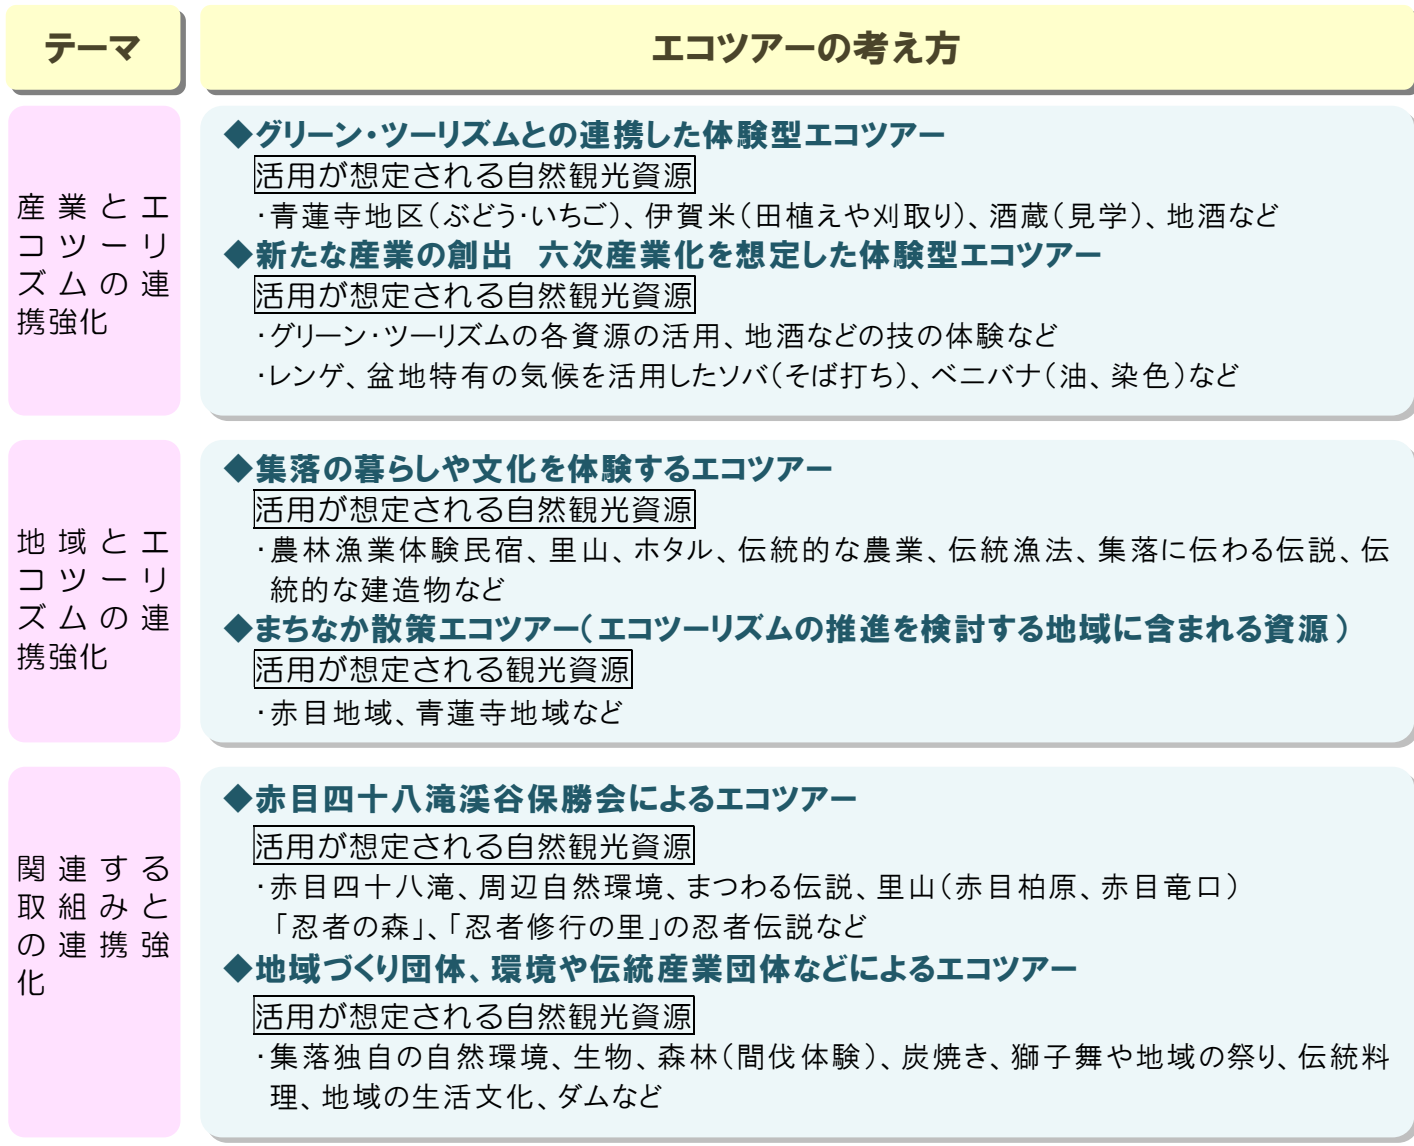 テーマ
エコツアーの考え方
産業とエ
コツーリ
ズムの連
携強化
◆グリーン・ツーリズムとの連携した体験型エコツアー
活用が想定される自然観光資源
・青蓮寺地区(ぶどう・いちご)、伊賀米(田植えや刈取り)、酒蔵(見学)、地酒など
◆新たな産業の創出　六次産業化を想定した体験型エコツアー
活用が想定される自然観光資源
・グリーン・ツーリズムの各資源の活用、地酒などの技の体験など
・レンゲ、盆地特有の気候を活用したソバ(そば打ち)、ベニバナ(油、染色)など
地域とエ
コツーリ
ズムの連
携強化
◆集落の暮らしや文化を体験するエコツアー
活用が想定される自然観光資源
・農林漁業体験民宿、里山、ホタル、伝統的な農業、伝統漁法、集落に伝わる伝説、伝
統的な建造物など
◆まちなか散策エコツアー(エコツーリズムの推進を検討する地域に含まれる資源)
活用が想定される観光資源
・赤目地域、青蓮寺地域など
関連する
取組みと
の連携強
化
◆赤目四十八滝渓谷保勝会によるエコツアー
活用が想定される自然観光資源
・赤目四十八滝、周辺自然環境、まつわる伝説、里山(赤目柏原、赤目竜口)
「忍者の森」、「忍者修行の里」の忍者伝説など
◆地域づくり団体、環境や伝統産業団体などによるエコツアー
活用が想定される自然観光資源
・集落独自の自然環境、生物、森林(間伐体験)、炭焼き、獅子舞や地域の祭り、伝統料
理、地域の生活文化、ダムなど